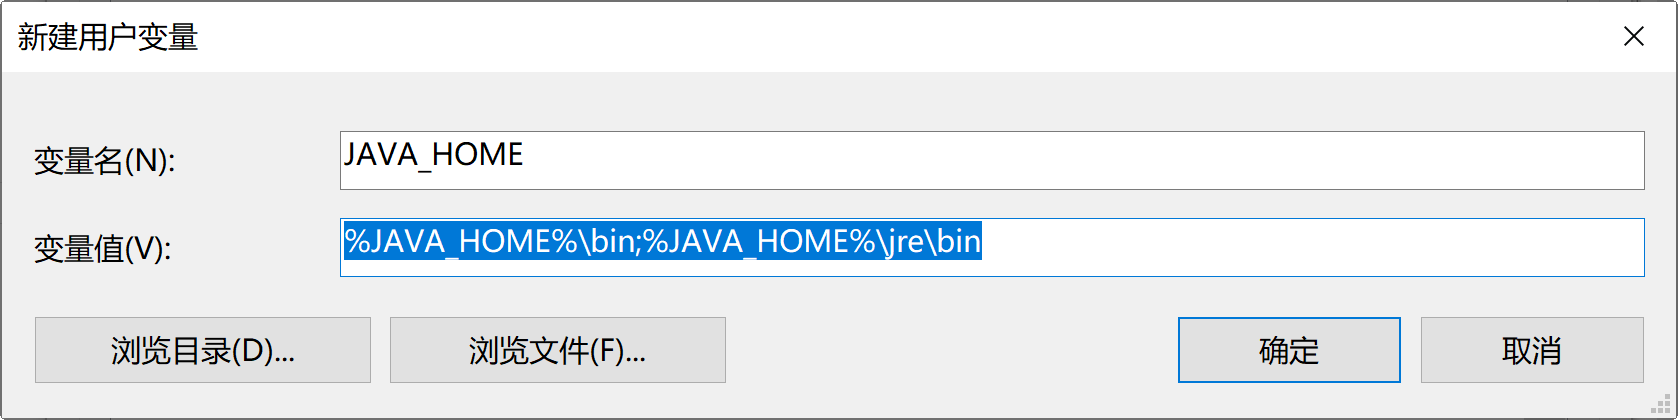 新建用户变量
变量名(N):
JAVA_HOME
变量值(V):
%JAVA_HOME%\bin;%JAVA_HOME%\jre\bin
浏览目录(D)...
浏览文件(F)...
确定
取消